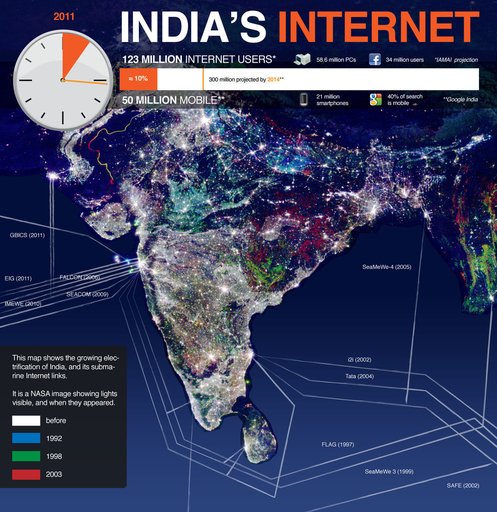 2011
INDIA'S INTERNET
123 MILLION INTERNET USERS*
58.6 million PCs
34 million users
*IAMAI projection
≈ 10%
300 million projected by 2014**
50 MILLION MOBILE**
21 million
smartphones
40% of search
is mobile
**Google India
GBICS (2011)
EIG (2011)
FALCON (2006)
IMEWE (2010)
SEACOM (2009)
SeaMeWe-4 (2005)
i2i (2002)
Tata (2004)
FLAG (1997)
SeaMeWe 3 (1999)
SAFE (2002)
This map shows the growing elec-
trification of India, and its subma-
rine Internet links.
It is a NASA image showing lights
visible, and when they appeared.
before
1992
1998
2003